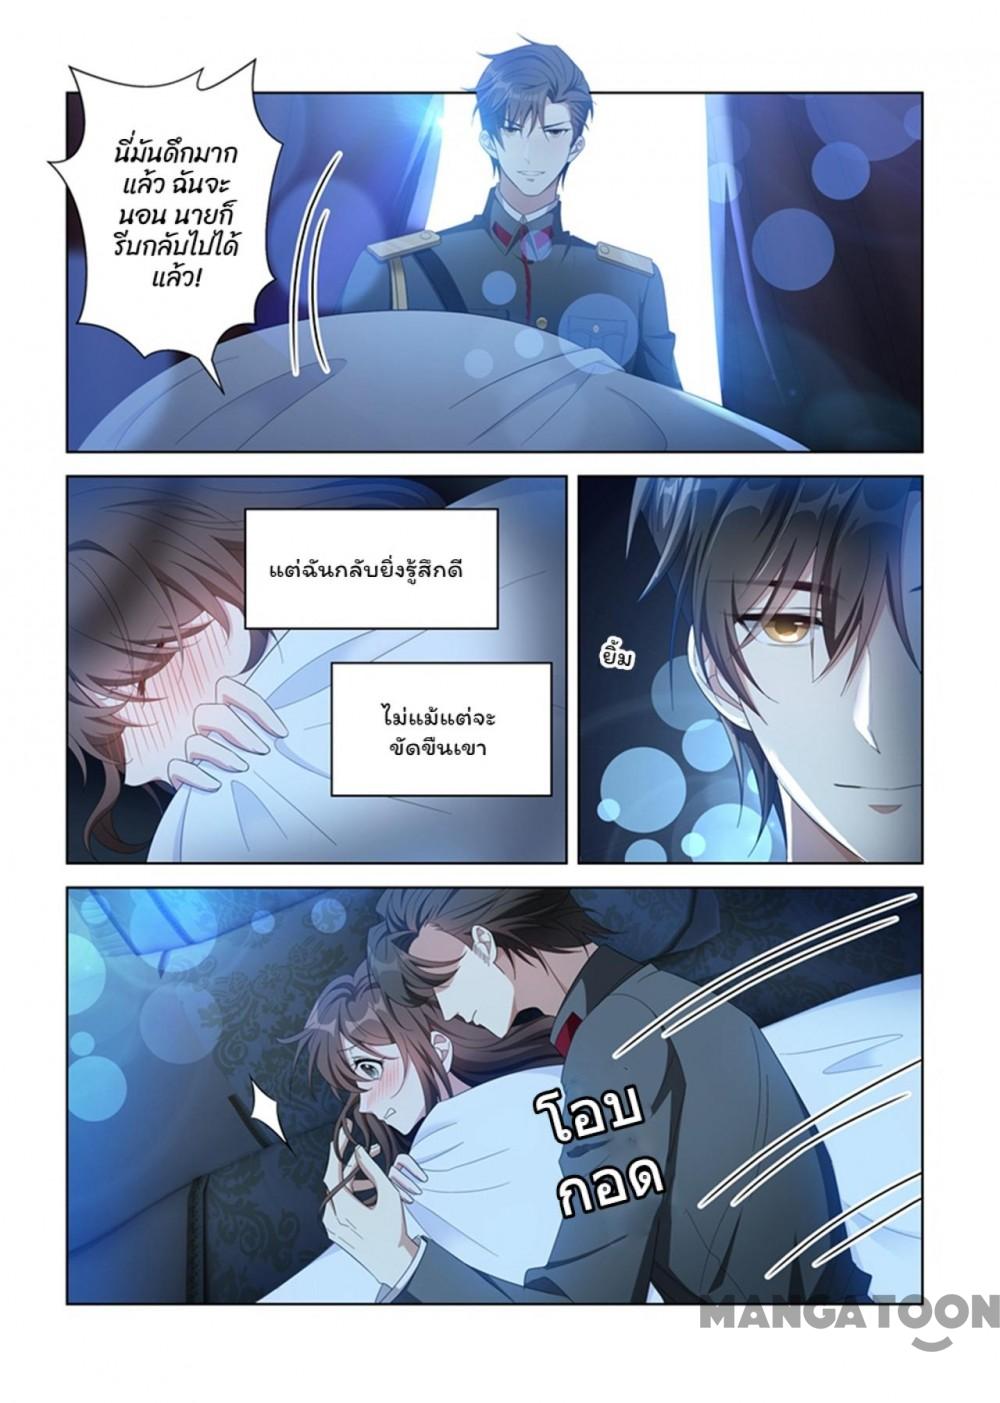 นี่มันดึกมาก
แล้ว ฉันจะ
นอน นายก็
รีบกลับไปได้
แล้ว!
แต่ฉันกลับยิ่งรู้สึกดี
ไม่แม้แต่จะ
ขัดขืนเขา
ยิ้ม
โอบ
กอด
MANGATOON